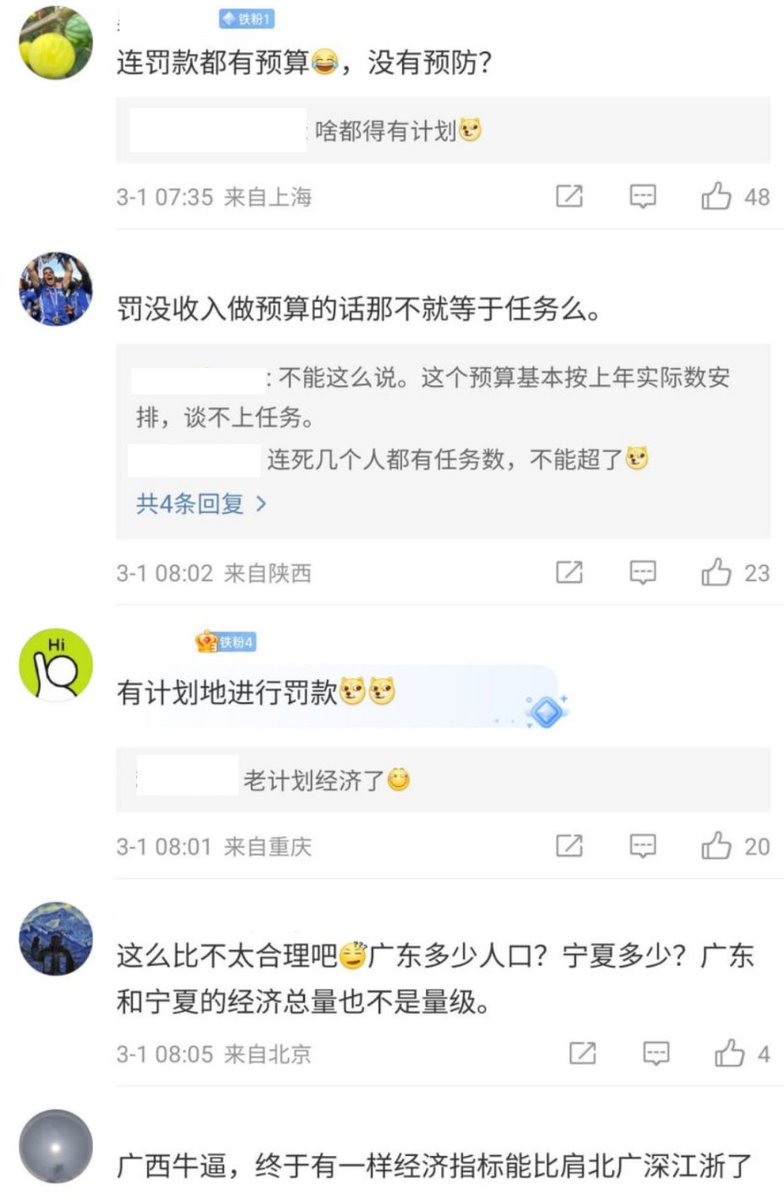 铁粉1
连罚款都有预算😂，没有预防？
: 啥都得有计划
3-1 07:35 来自上海
48
罚没收入做预算的话那不就等于任务么。
: 不能这么说。这个预算基本按上年实际数安
排，谈不上任务。
连死几个人都有任务数，不能超了
共4条回复 >
3-1 08:02 来自陕西
23
Hi
铁粉4
有计划地进行罚款
老计划经济了
3-1 08:01 来自重庆
20
这么比不太合理吧广东多少人口？宁夏多少？广东
和宁夏的经济总量也不是量级。
3-1 08:05 来自北京
4
广西牛逼，终于有一样经济指标能比肩北广深江浙了